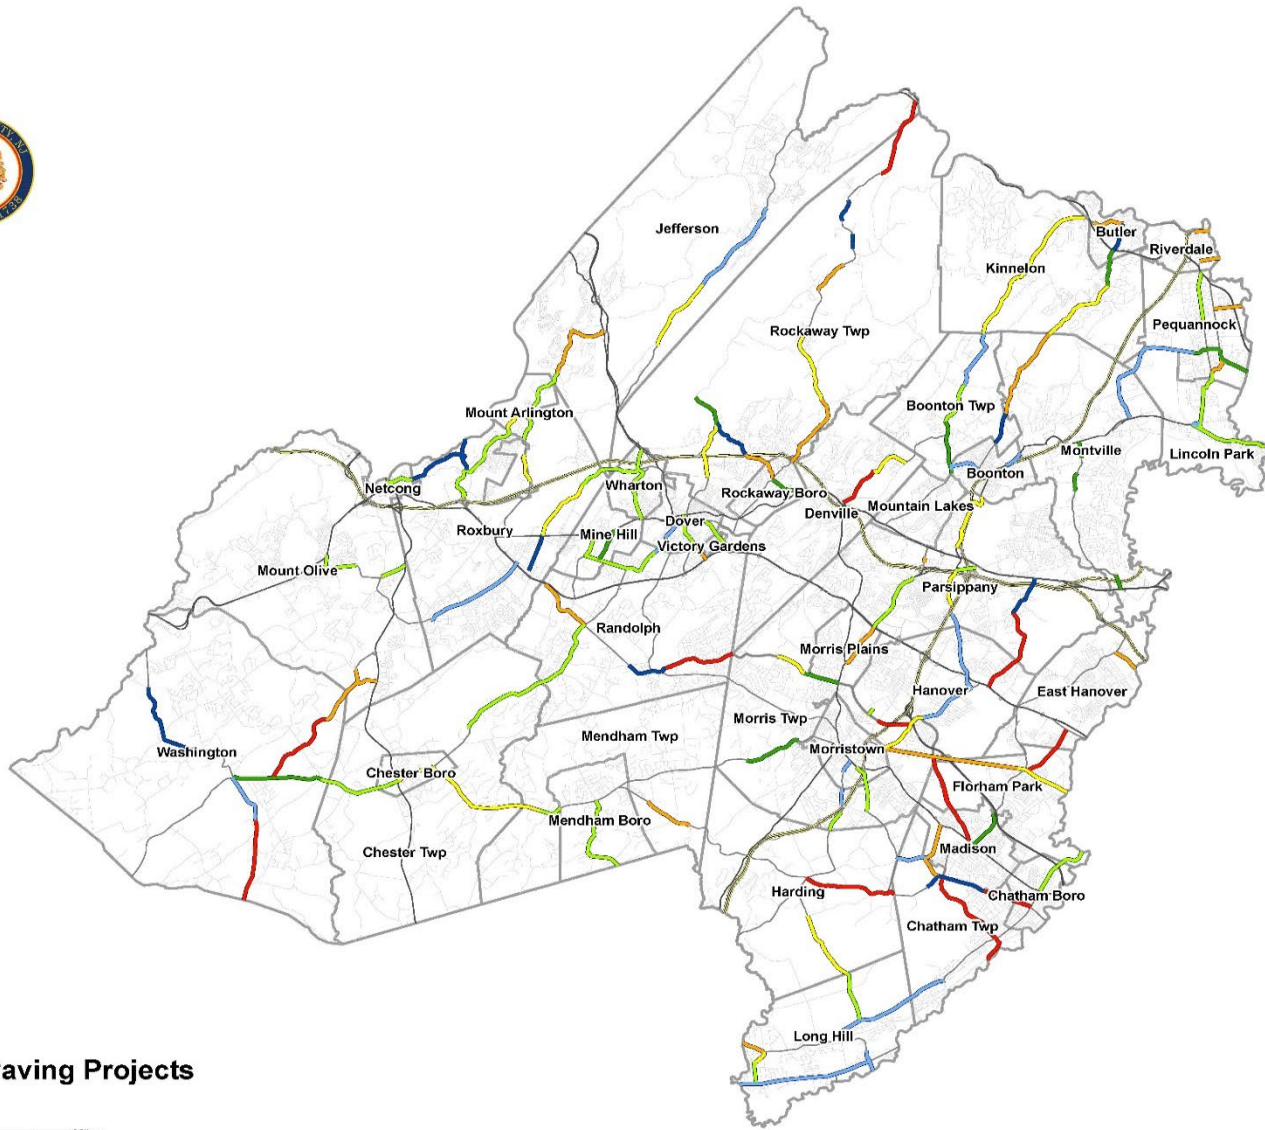 TY, NJ
1738
Jefferson
Butler
Riverdale
Kinnelon
Pequannock
Rockaway Twp
Boonton Twp
Mount Arlington
Montville
Lincoln Park
Boonton
Netcong
Wharton
Rockaway Boro
Mountain Lakes
Denville
Dover
Roxbury
Mine Hill
Victory Gardens
Mount Olive
Parsippany
Randolph
Morris Plains
Hanover
East Hanover
Morris Twp
Mendham Twp
Washington
Morristown
Chester Boro
Florham Park
Mendham Boro
Madison
Chester Twp
Harding
Chatham Boro
Chatham Twp
Long Hill
aving Projects